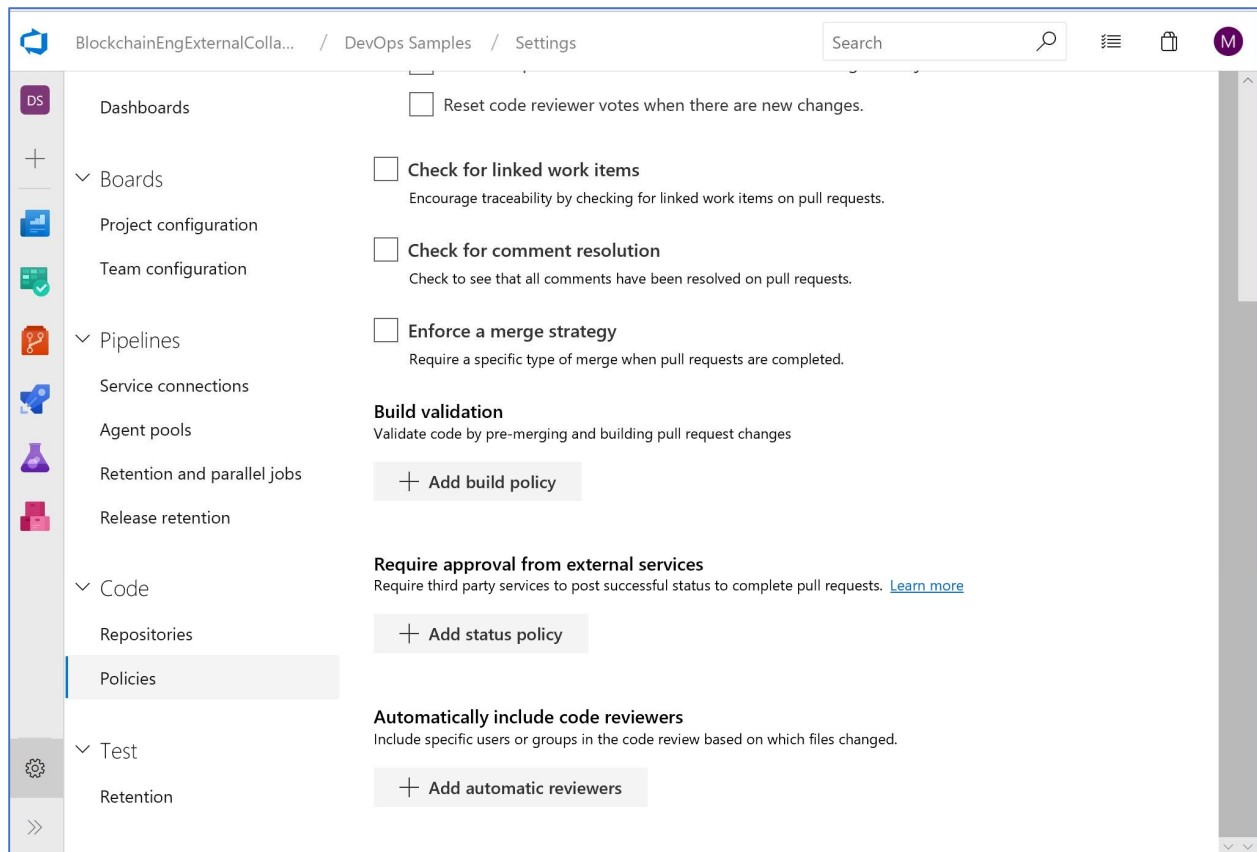 BlockchainEngExternalColla... / DevOps Samples / Settings
Search
M
DS
Dashboards
Boards
Project configuration
Team configuration
Pipelines
Service connections
Agent pools
Retention and parallel jobs
Release retention
Code
Repositories
Policies
Test
Retention
Reset code reviewer votes when there are new changes.
Check for linked work items
Encourage traceability by checking for linked work items on pull requests.
Check for comment resolution
Check to see that all comments have been resolved on pull requests.
Enforce a merge strategy
Require a specific type of merge when pull requests are completed.
Build validation
Validate code by pre-merging and building pull request changes
+ Add build policy
Require approval from external services
Require third party services to post successful status to complete pull requests. Learn more
+ Add status policy
Automatically include code reviewers
Include specific users or groups in the code review based on which files changed.
+ Add automatic reviewers